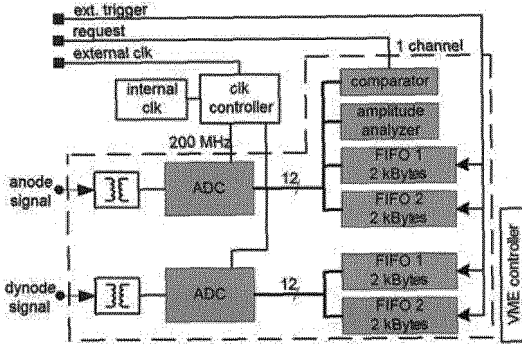 ext. trigger
request
external clk
1 channel
internal
clk
clk
controller
comparator
amplitude
analyzer
200 MHz
anode
signal
ADC
12
FIFO 1
2 kBytes
FIFO 2
2 kBytes
dynode
signal
ADC
12
FIFO 1
2 kBytes
FIFO 2
2 kBytes
VME controller